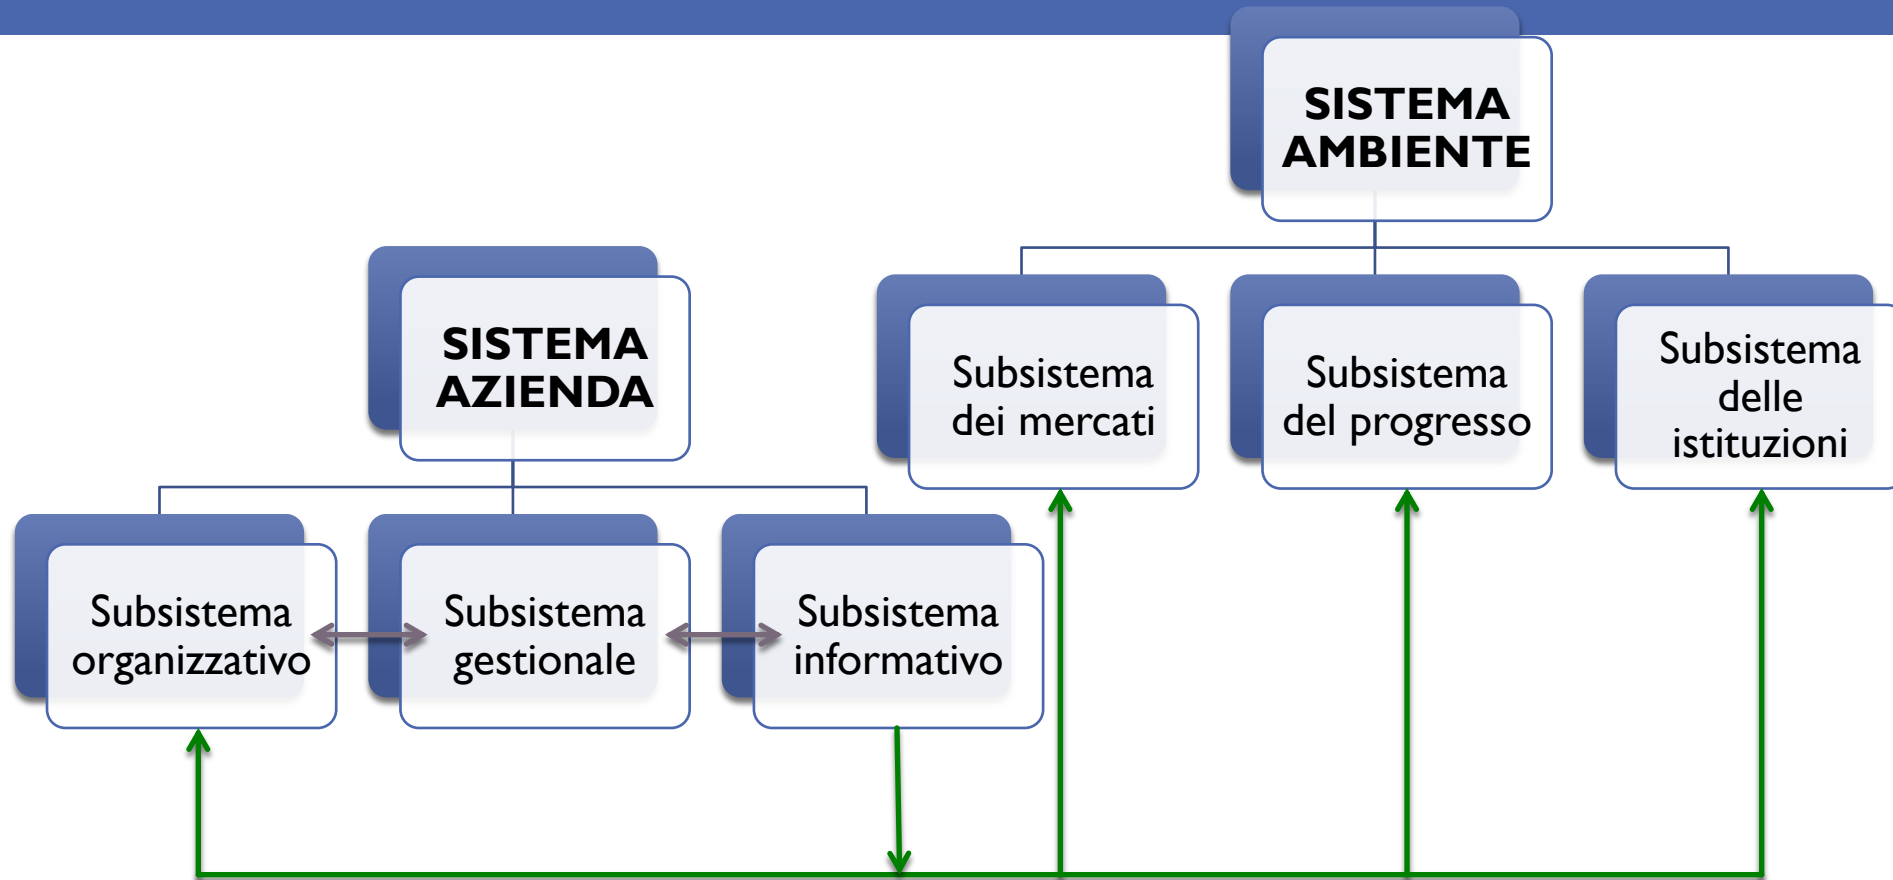 SISTEMA
AMBIENTE
SISTEMA
AZIENDA
Subsistema
dei mercati
Subsistema
del progresso
Subsistema
delle
istituzioni
Subsistema
organizzativo
Subsistema
gestionale
Subsistema
informativo